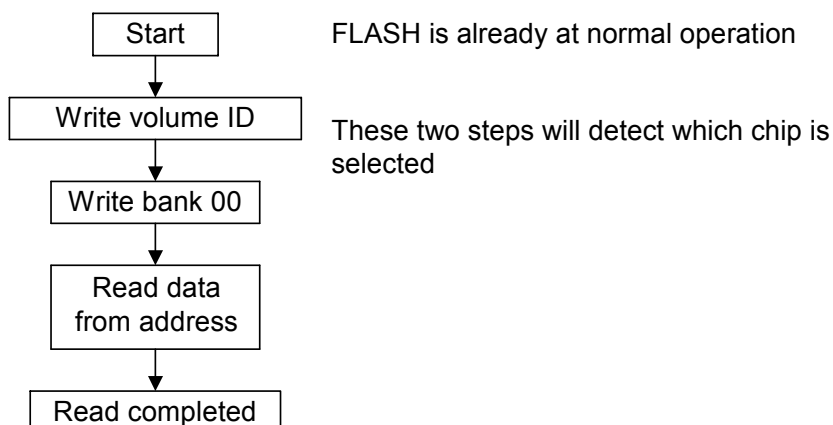 Start
FLASH is already at normal operation
Write volume ID
These two steps will detect which chip is
selected
Write bank 00
Read data
from address
Read completed